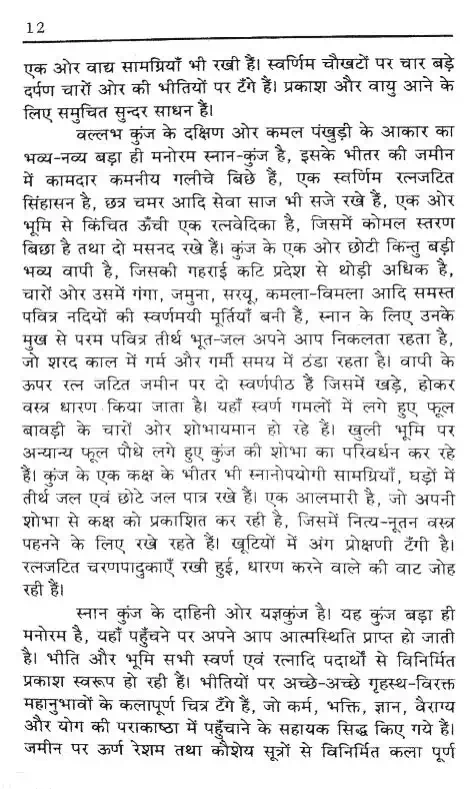 12
एक ओर वाद्य सामग्रियाँ भी रखी हैं। स्वर्णिम चौखटों पर चार बड़े
दर्पण चारों ओर की भीतियों पर टँगे हैं। प्रकाश और वायु आने के
लिए समुचित सुन्दर साधन हैं।
वल्लभ कुंज के दक्षिण ओर कमल पंखुड़ी के आकार का
भव्य-नव्य बड़ा ही मनोरम स्नान-कुंज है, इसके भीतर की जमीन
में कामदार कमनीय गलीचे बिछे हैं, एक स्वर्णिम रत्नजटित
सिंहासन है, छत्र चमर आदि सेवा साज भी सजे रखे हैं, एक ओर
भूमि से किंचित ऊँची एक रत्नवेदिका है, जिसमें कोमल स्तरण
बिछा है तथा दो मसनद रखे हैं। कुंज के एक ओर छोटी किन्तु बड़ी
भव्य वापी है, जिसकी गहराई कटि प्रदेश से थोड़ी अधिक है,
चारों ओर उसमें गंगा, जमुना, सरयू, कमला-विमला आदि समस्त
पवित्र नदियों की स्वर्णमयी मूर्तियाँ बनी हैं, स्नान के लिए उनके
मुख से परम पवित्र तीर्थ भूत-जल अपने आप निकलता रहता है,
जो शरद काल में गर्म और गर्मी समय में ठंडा रहता है। वापी के
ऊपर रत्न जटित जमीन पर दो स्वर्णपीठ हैं जिसमें खड़े, होकर
वस्त्र धारण किया जाता है। यहाँ स्वर्ण गमलों में लगे हुए फूल
बावड़ी के चारों ओर शोभायमान हो रहे हैं। खुली भूमि पर
अन्यान्य फूल पौधे लगे हुए कुंज की शोभा का परिवर्धन कर रहे
हैं। कुंज के एक कक्ष के भीतर भी स्नानोपयोगी सामग्रियाँ, घड़ों में
तीर्थ जल एवं छोटे जल पात्र रखे हैं। एक आलमारी है, जो अपनी
शोभा से कक्ष को प्रकाशित कर रही है, जिसमें नित्य-नूतन वस्त्र
पहनने के लिए रखे रहते हैं। खूटियों में अंग प्रोक्षणी टँगी है।
रत्नजटित चरणपादुकाएँ रखी हुई, धारण करने वाले की वाट जोह
रही हैं।
स्नान कुंज के दाहिनी ओर यज्ञकुंज है। यह कुंज बड़ा ही
मनोरम है, यहाँ पहुँचने पर अपने आप आत्मस्थिति प्राप्त हो जाती
है। भीति और भूमि सभी स्वर्ण एवं रत्नादि पदार्थों से विनिर्मित
प्रकाश स्वरूप हो रही हैं। भीतियों पर अच्छे-अच्छे गृहस्थ-विरक्त
महानुभावों के कलापूर्ण चित्र टँगे हैं, जो कर्म, भक्ति, ज्ञान, वैराग्य
और योग की पराकाष्ठा में पहुँचाने के सहायक सिद्ध किए गये हैं।
जमीन पर ऊर्ण रेशम तथा कौशेय सूत्रों से विनिर्मित कला पूर्ण